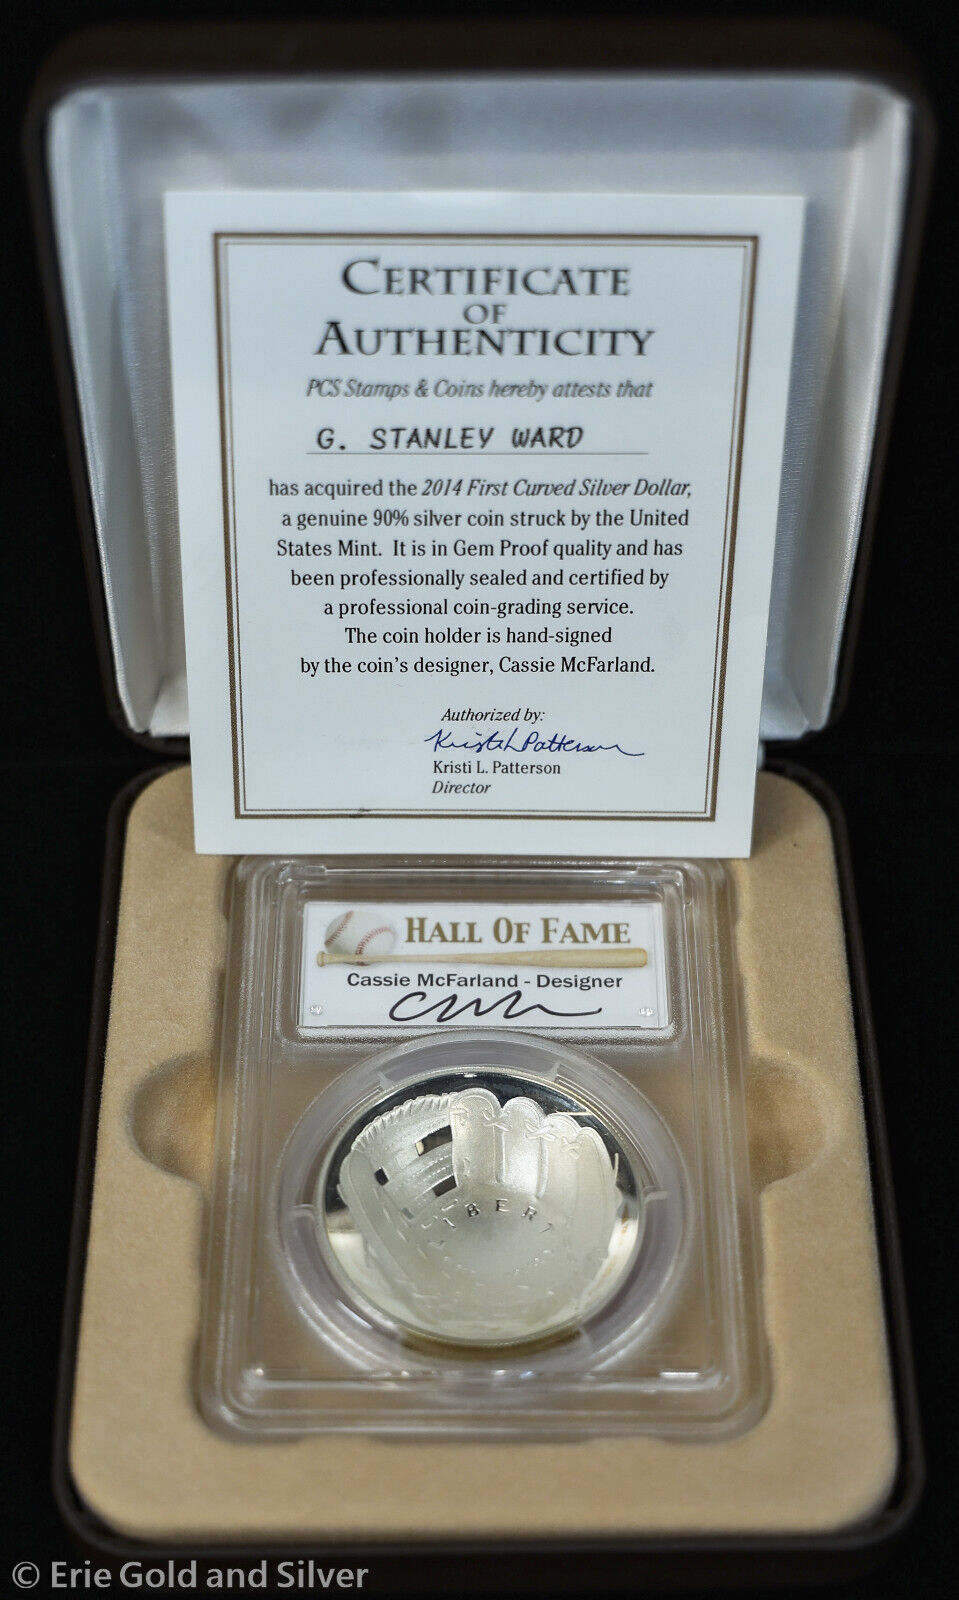 CERTIFICATE
OF
AUTHENTICITY
PCS Stamps & Coins hereby attests that
G. STANLEY WARD
has acquired the 2014 First Curved Silver Dollar,
a genuine 90% silver coin struck by the United
States Mint. It is in Gem Proof quality and has
been professionally sealed and certified by
a professional coin-grading service.
The coin holder is hand-signed
by the coin's designer, Cassie McFarland.
Authorized by:
Kristi L Patterson
Kristi L. Patterson
Director
HALL OF FAME
Cassie McFarland - Designer
LIBERTY
© Erie Gold and Silver